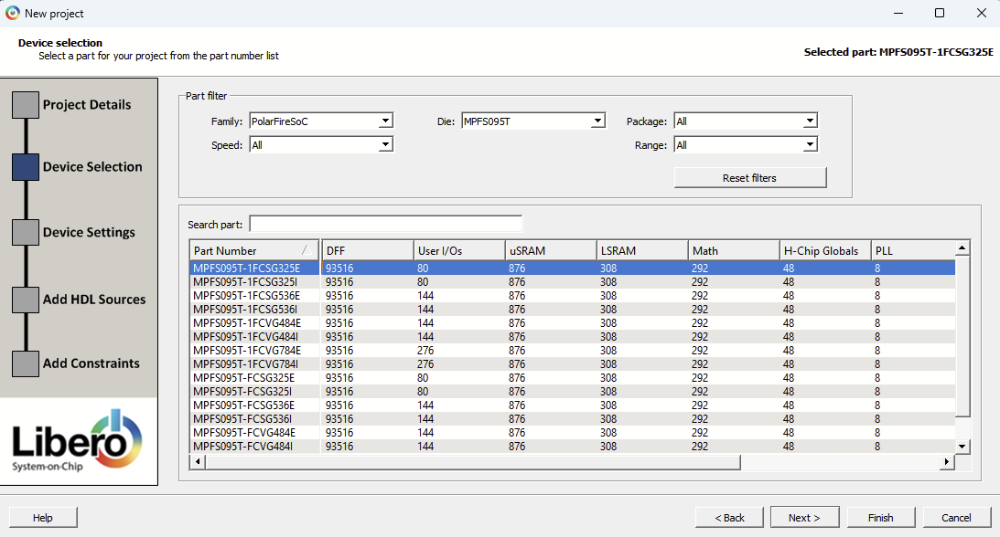 New project
Device selection
Select a part for your project from the part number list
Selected part: MPFS095T-1FCSG325E
Project Details
Device Selection
Device Settings
Add HDL Sources
Add Constraints
Libero
System-on-Chip
Part filter
Family: PolarFireSoC Die: MPFS095T Package: All
Speed: All Range: All
Reset filters
Search part:
Part Number DFF User I/Os uSRAM LSRAM Math H-Chip Globals PLL
MPFS095T-1FCSG325E 93516 80 876 308 292 48 8
MPFS095T-1FCSG325I 93516 80 876 308 292 48 8
MPFS095T-1FCSG536E 93516 144 876 308 292 48 8
MPFS095T-1FCSG536I 93516 144 876 308 292 48 8
MPFS095T-1FCVG484E 93516 144 876 308 292 48 8
MPFS095T-1FCVG484I 93516 144 876 308 292 48 8
MPFS095T-1FCVG784E 93516 276 876 308 292 48 8
MPFS095T-1FCVG784I 93516 276 876 308 292 48 8
MPFS095T-FCSG325E 93516 80 876 308 292 48 8
MPFS095T-FCSG325I 93516 80 876 308 292 48 8
MPFS095T-FCSG536E 93516 144 876 308 292 48 8
MPFS095T-FCSG536I 93516 144 876 308 292 48 8
MPFS095T-FCVG484E 93516 144 876 308 292 48 8
MPFS095T-FCVG484I 93516 144 876 308 292 48 8
Help < Back Next > Finish Cancel